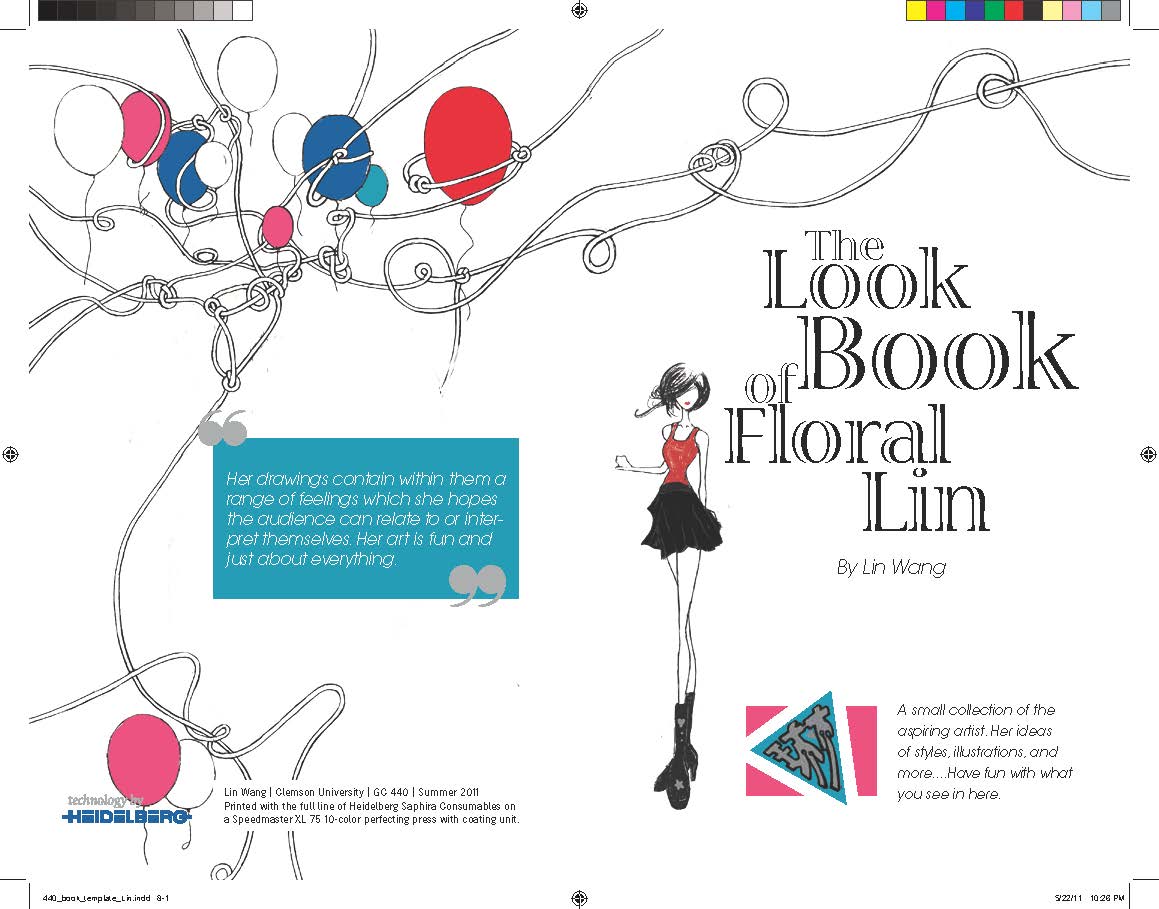 The
Look
Book
of
Floral
Lin
By Lin Wang
“
Her drawings contain within them a
range of feelings which she hopes
the audience can relate to or inter-
pret themselves. Her art is fun and
just about everything.
”
A small collection of the
aspiring artist. Her ideas
of styles, illustrations, and
more....Have fun with what
you see in here.
technology by
HEIDELBERG
Lin Wang | Clemson University | GC 440 | Summer 2011
Printed with the full line of Heidelberg Saphira Consumables on
a Speedmaster XL 75 10-color perfecting press with coating unit.
440_book_template_Lin.indd 8-1
5/22/11 10:26 PM